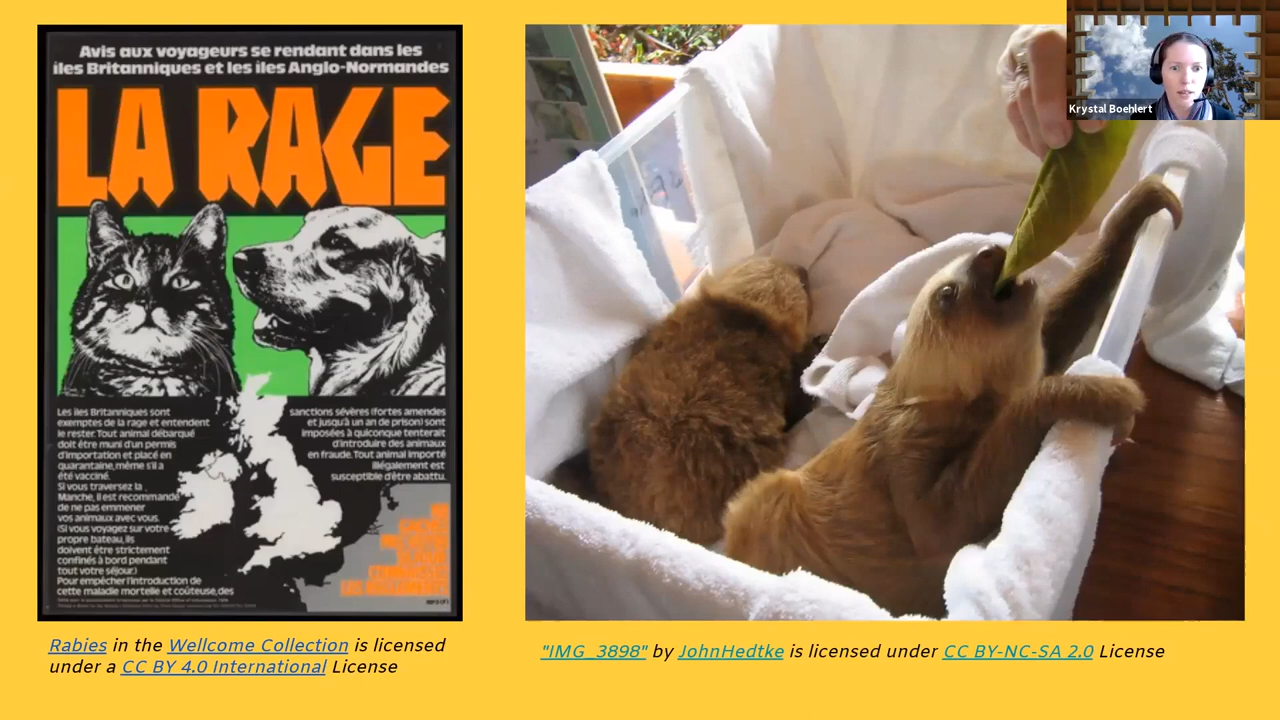 Avis aux voyageurs se rendant dans les
îles Britanniques et les îles Anglo-Normandes
LA RAGE
Les îles Britanniques sont
exemptes de la rage et entendent
le rester. Tout animal débarqué
doit être muni d'un permis
d'importation et placé en
quarantaine, même s'il a
été vacciné.
Si vous traversez la
Manche, il est recommandé
de ne pas emmener
vos animaux avec vous.
(Si vous voyagez sur votre
propre bateau, ils
doivent être strictement
confinés à bord pendant
tout votre séjour.)
Pour empêcher l'introduction de
cette maladie mortelle et coûteuse, des
sanctions sévères (fortes amendes
et jusqu'à un an de prison) sont
imposées à quiconque tenterait
d'introduire des animaux
en fraude. Tout animal importé
illégalement est
susceptible d'être abattu.
Rabies in the Wellcome Collection is licensed
under a CC BY 4.0 International License
"IMG_3898" by JohnHedtke is licensed under CC BY-NC-SA 2.0 License
Krystal Boehlert